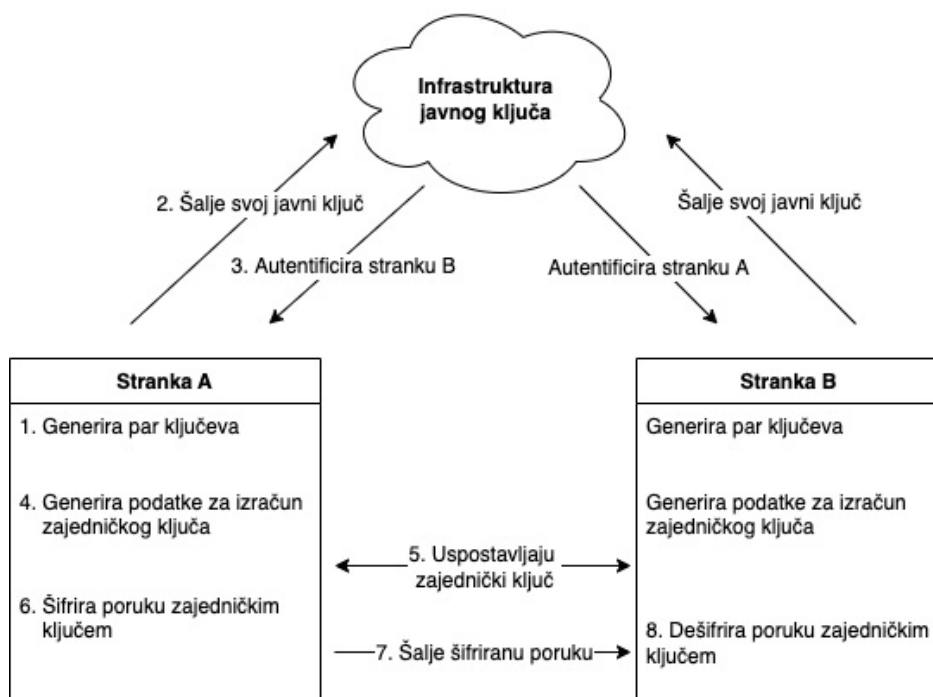 Infrastruktura
javnog ključa
2. Šalje svoj javni ključ
Šalje svoj javni ključ
3. Autentificira stranku B
Autentificira stranku A
Stranka A
1. Generira par ključeva
4. Generira podatke za izračun
zajedničkog ključa
6. Šifrira poruku zajedničkim
ključem
5. Uspostavljaju
zajednički ključ
7. Šalje šifriranu poruku
Stranka B
Generira par ključeva
Generira podatke za izračun
zajedničkog ključa
8. Dešifrira poruku zajedničkim
ključem